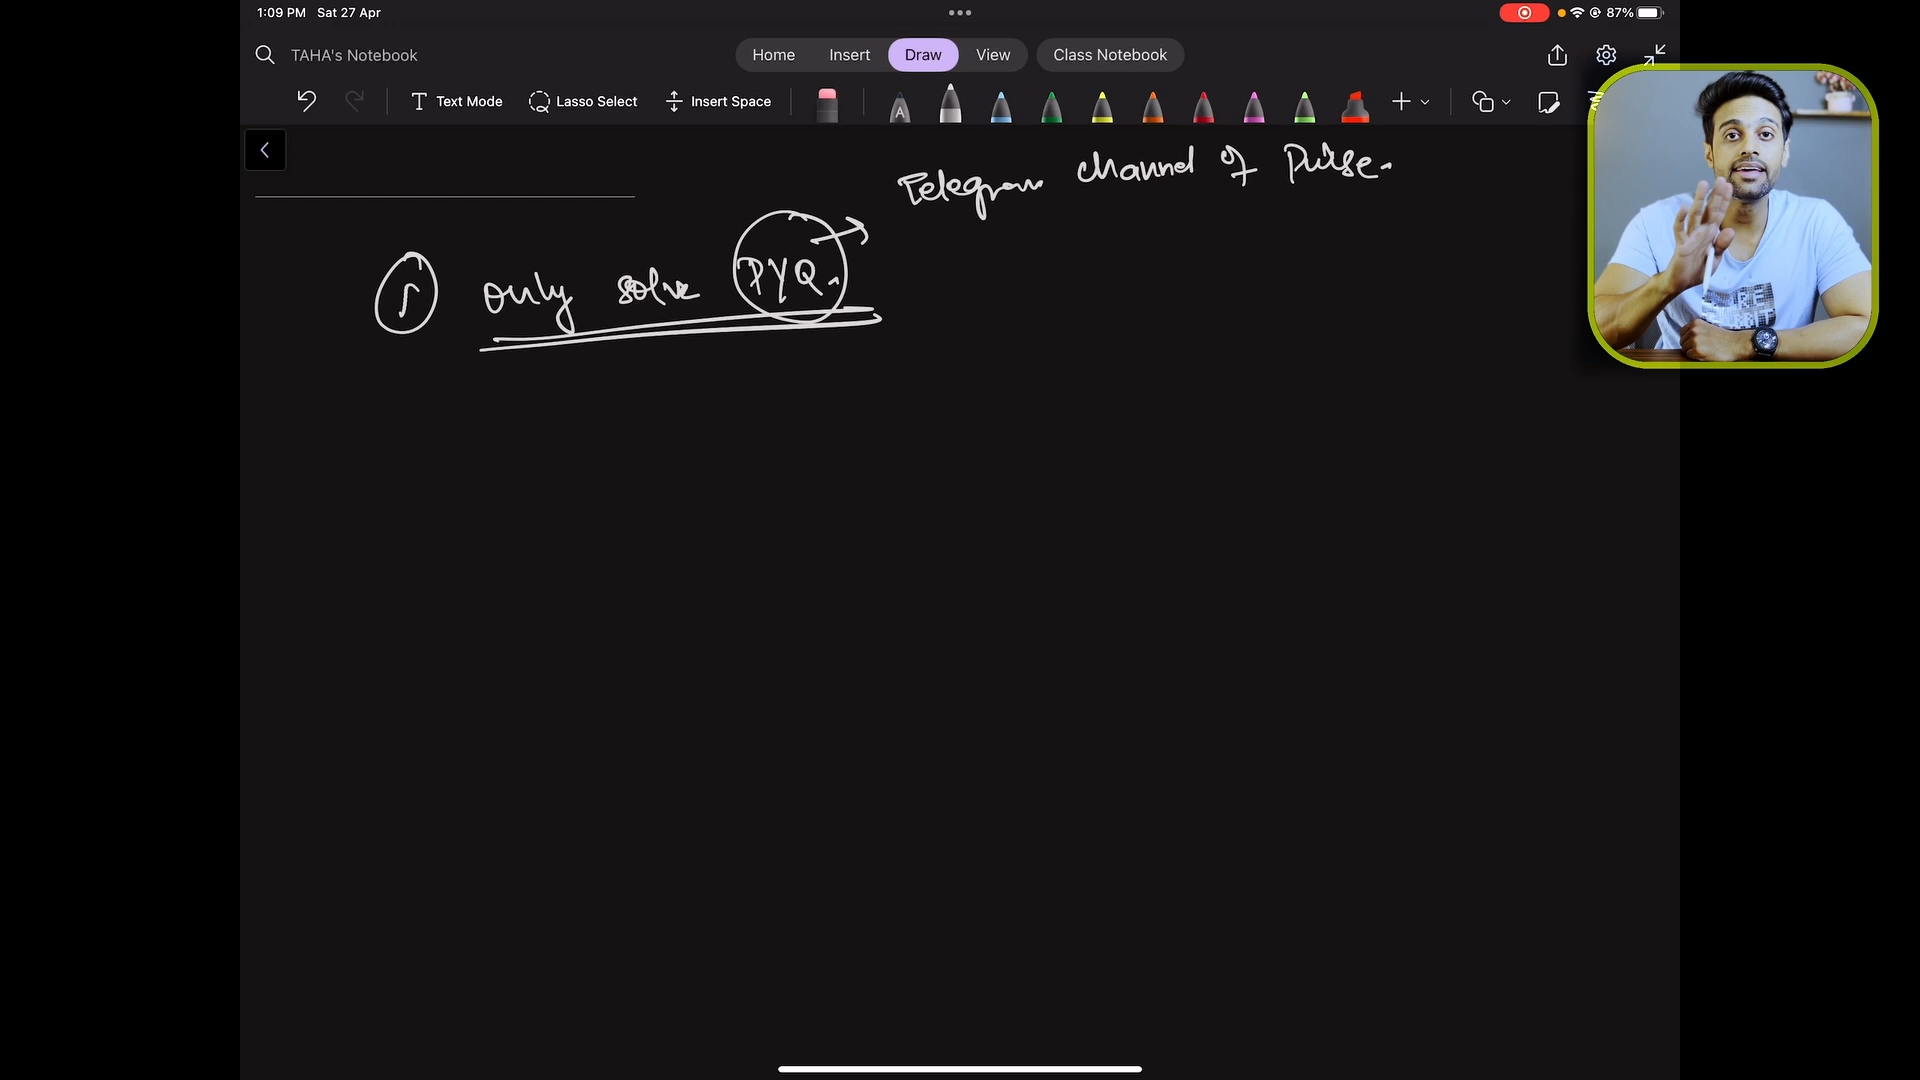 1:09 PM Sat 27 Apr
87%
TAHA's Notebook
Home Insert Draw View Class Notebook
Text Mode Lasso Select Insert Space
A
Telegram channel of Pulse.
① only solve PYQ.